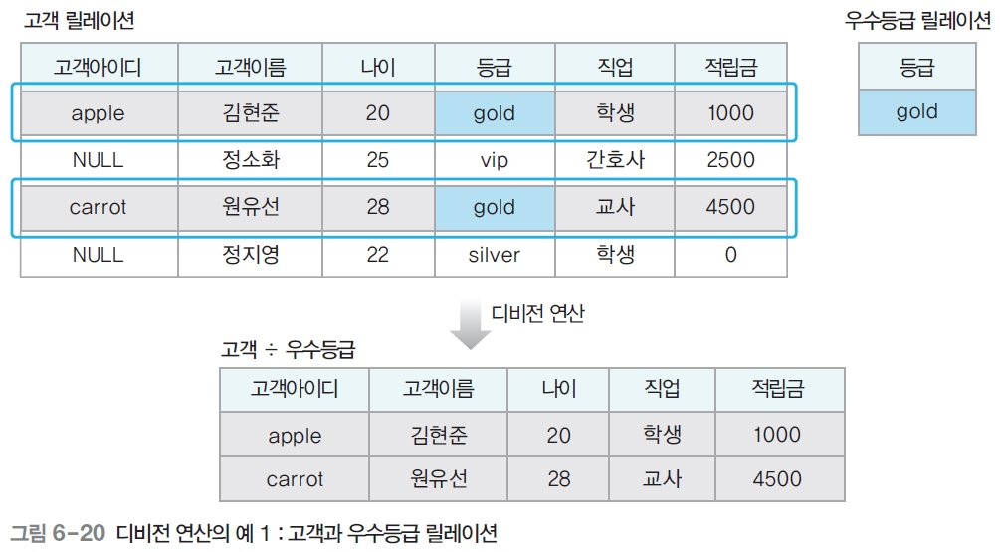 고객 릴레이션
우수등급 릴레이션
고객아이디 고객이름 나이 등급 직업 적립금
등급
apple 김현준 20 gold 학생 1000
gold
NULL 정소화 25 vip 간호사 2500
carrot 원유선 28 gold 교사 4500
NULL 정지영 22 silver 학생 0
디비전 연산
고객 ÷ 우수등급
고객아이디 고객이름 나이 직업 적립금
apple 김현준 20 학생 1000
carrot 원유선 28 교사 4500
그림 6-20 디비전 연산의 예 1 : 고객과 우수등급 릴레이션